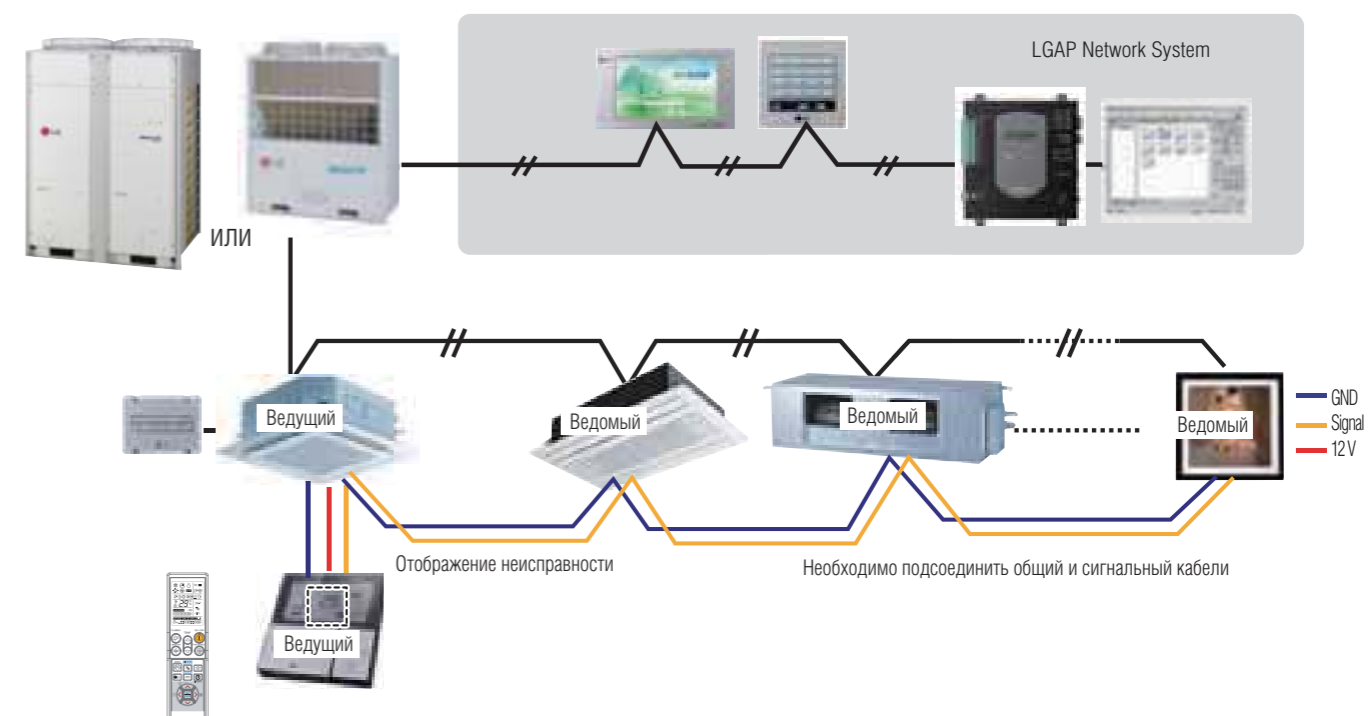 LGAP Network System
ИЛИ
Ведущий
Ведомый
Ведомый
Ведомый
GND
Signal
12 V
Отображение неисправности
Необходимо подсоединить общий и сигнальный кабели
Ведущий